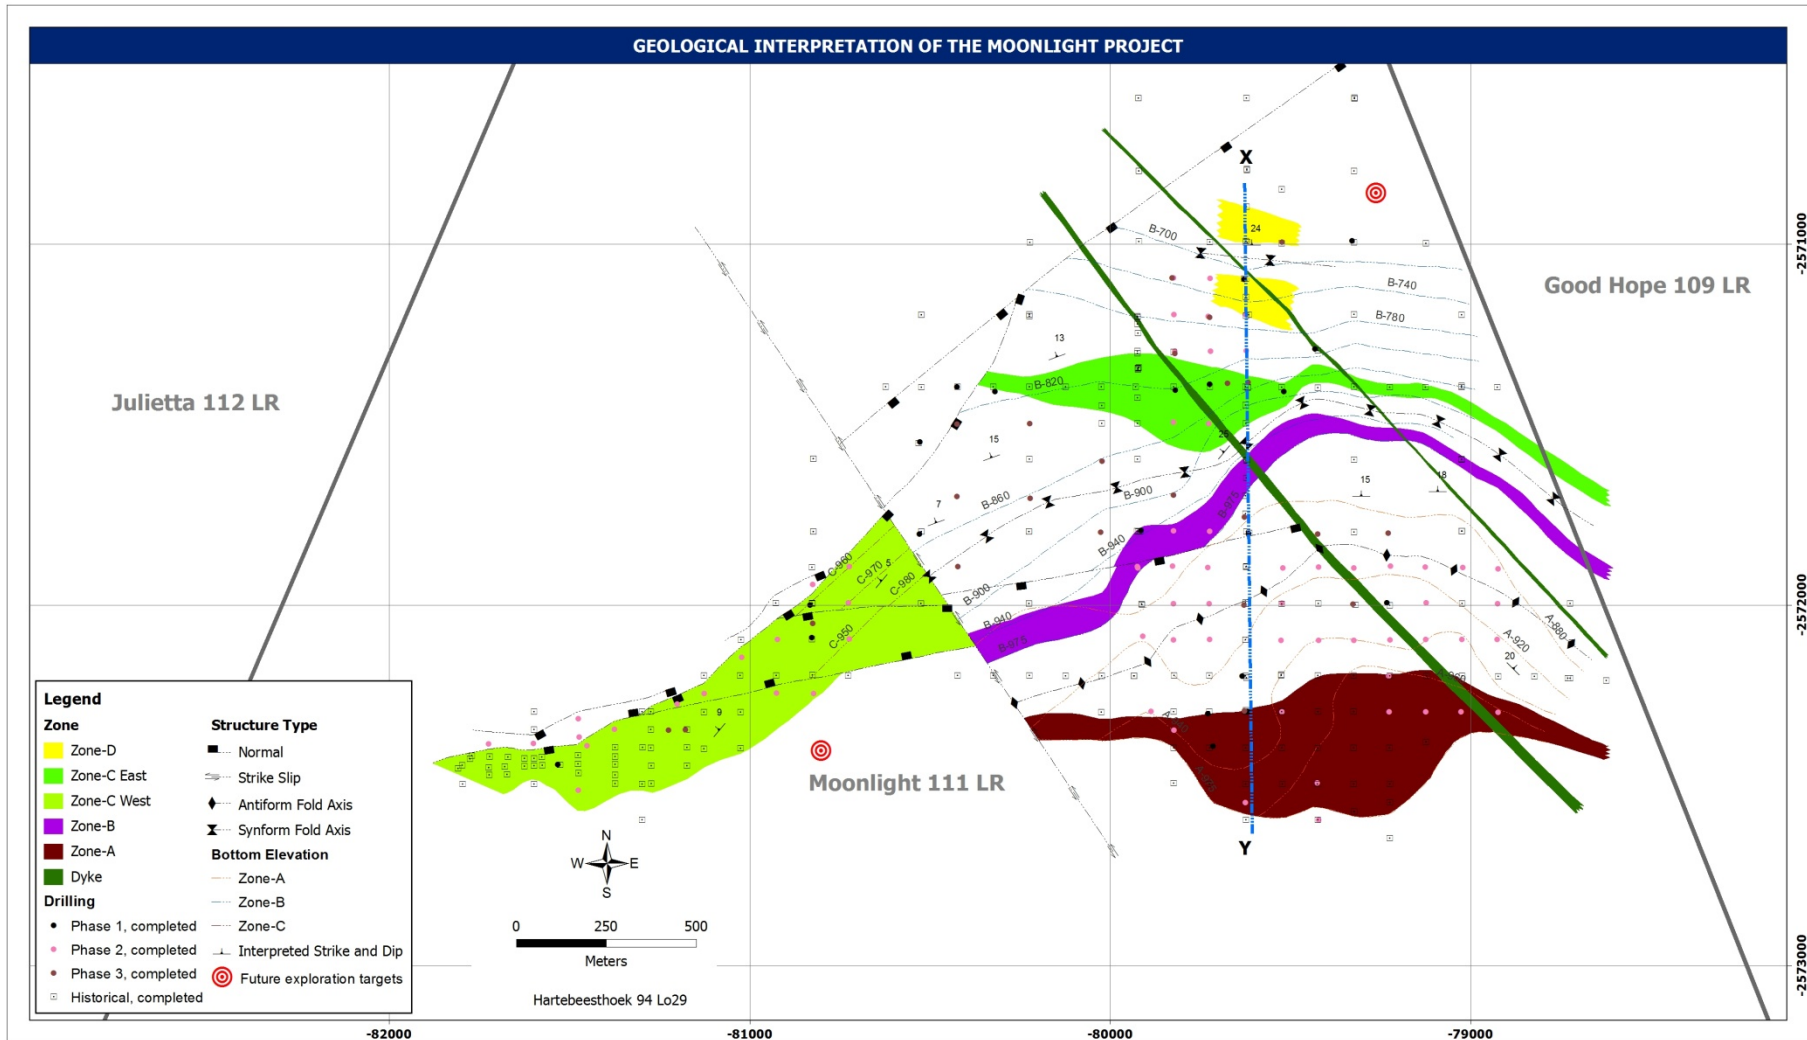 GEOLOGICAL INTERPRETATION OF THE MOONLIGHT PROJECT
X
24
B-700
-2571000
B-740
Good Hope 109 LR
B-780
13
B-820
Julietta 112 LR
26
15
15
18
B-860
B-900
B-975
7
B-940
C-960
C-970
5
C-980
B-900
-2572000
B-940
C-950
B-975
A-880
A-920
20
9
Moonlight 111 LR
Y
Legend
Zone
Zone-D
Zone-C East
Zone-C West
Zone-B
Zone-A
Dyke
Drilling
Phase 1, completed
Phase 2, completed
Phase 3, completed
Historical, completed
Structure Type
Normal
Strike Slip
Antiform Fold Axis
Synform Fold Axis
Bottom Elevation
Zone-A
Zone-B
Zone-C
Interpreted Strike and Dip
Future exploration targets
N
W E
S
0 250 500
Meters
Hartebeesthoek 94 Lo29
-2573000
-82000 -81000 -80000 -79000